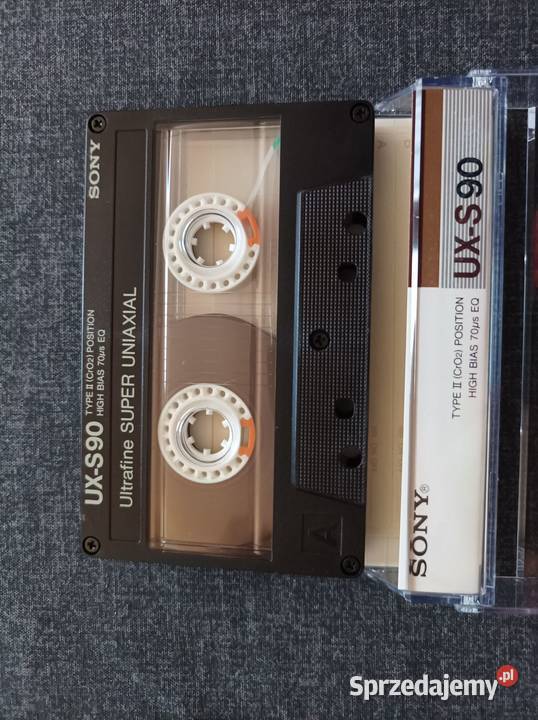 SONY
UX-S90 TYPE II (CrO2) POSITION
HIGH BIAS 70µs EQ
Ultrafine SUPER UNIAXIAL
A
SONY®
TYPE II (CrO2) POSITION
HIGH BIAS 70µs EQ
UX-S 90
Sprzedajemy.pl